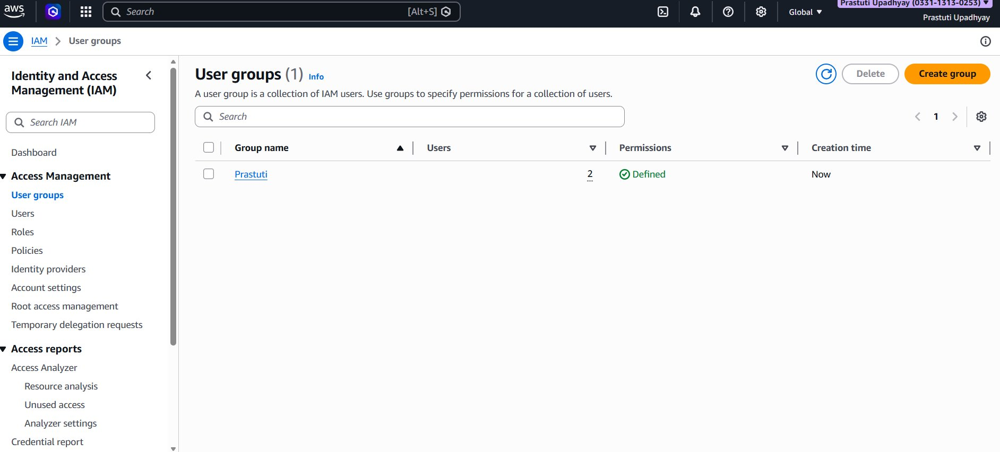 aws
Search [Alt+S]
Global
Prastuti Upadhyay (0331-1313-0253)
Prastuti Upadhyay
IAM User groups
Identity and Access
Management (IAM)
Search IAM
Dashboard
Access Management
User groups
Users
Roles
Policies
Identity providers
Account settings
Root access management
Temporary delegation requests
Access reports
Access Analyzer
Resource analysis
Unused access
Analyzer settings
Credential report
User groups (1) Info
Delete
Create group
A user group is a collection of IAM users. Use groups to specify permissions for a collection of users.
Search
1
Group name Users Permissions Creation time
Prastuti 2 Defined Now